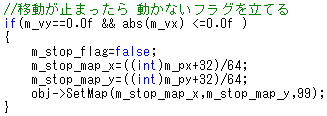 //移動が止まったら 動かないフラグを立てる
if(m_vy==0.0f && abs(m_vx) <=0.0f )
{
    m_stop_flag=false;
    m_stop_map_x=((int)m_px+32)/64;
    m_stop_map_y=((int)m_py+32)/64;
    obj->SetMap(m_stop_map_x,m_stop_map_y,99);
}